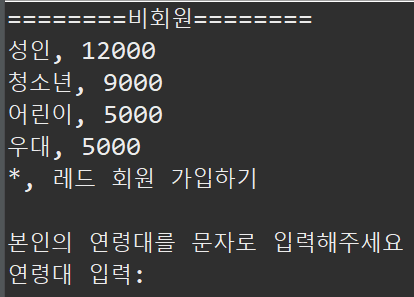 ========비회원========
성인, 12000
청소년, 9000
어린이, 5000
우대, 5000
*, 레드 회원 가입하기
본인의 연령대를 문자로 입력해주세요
연령대 입력: